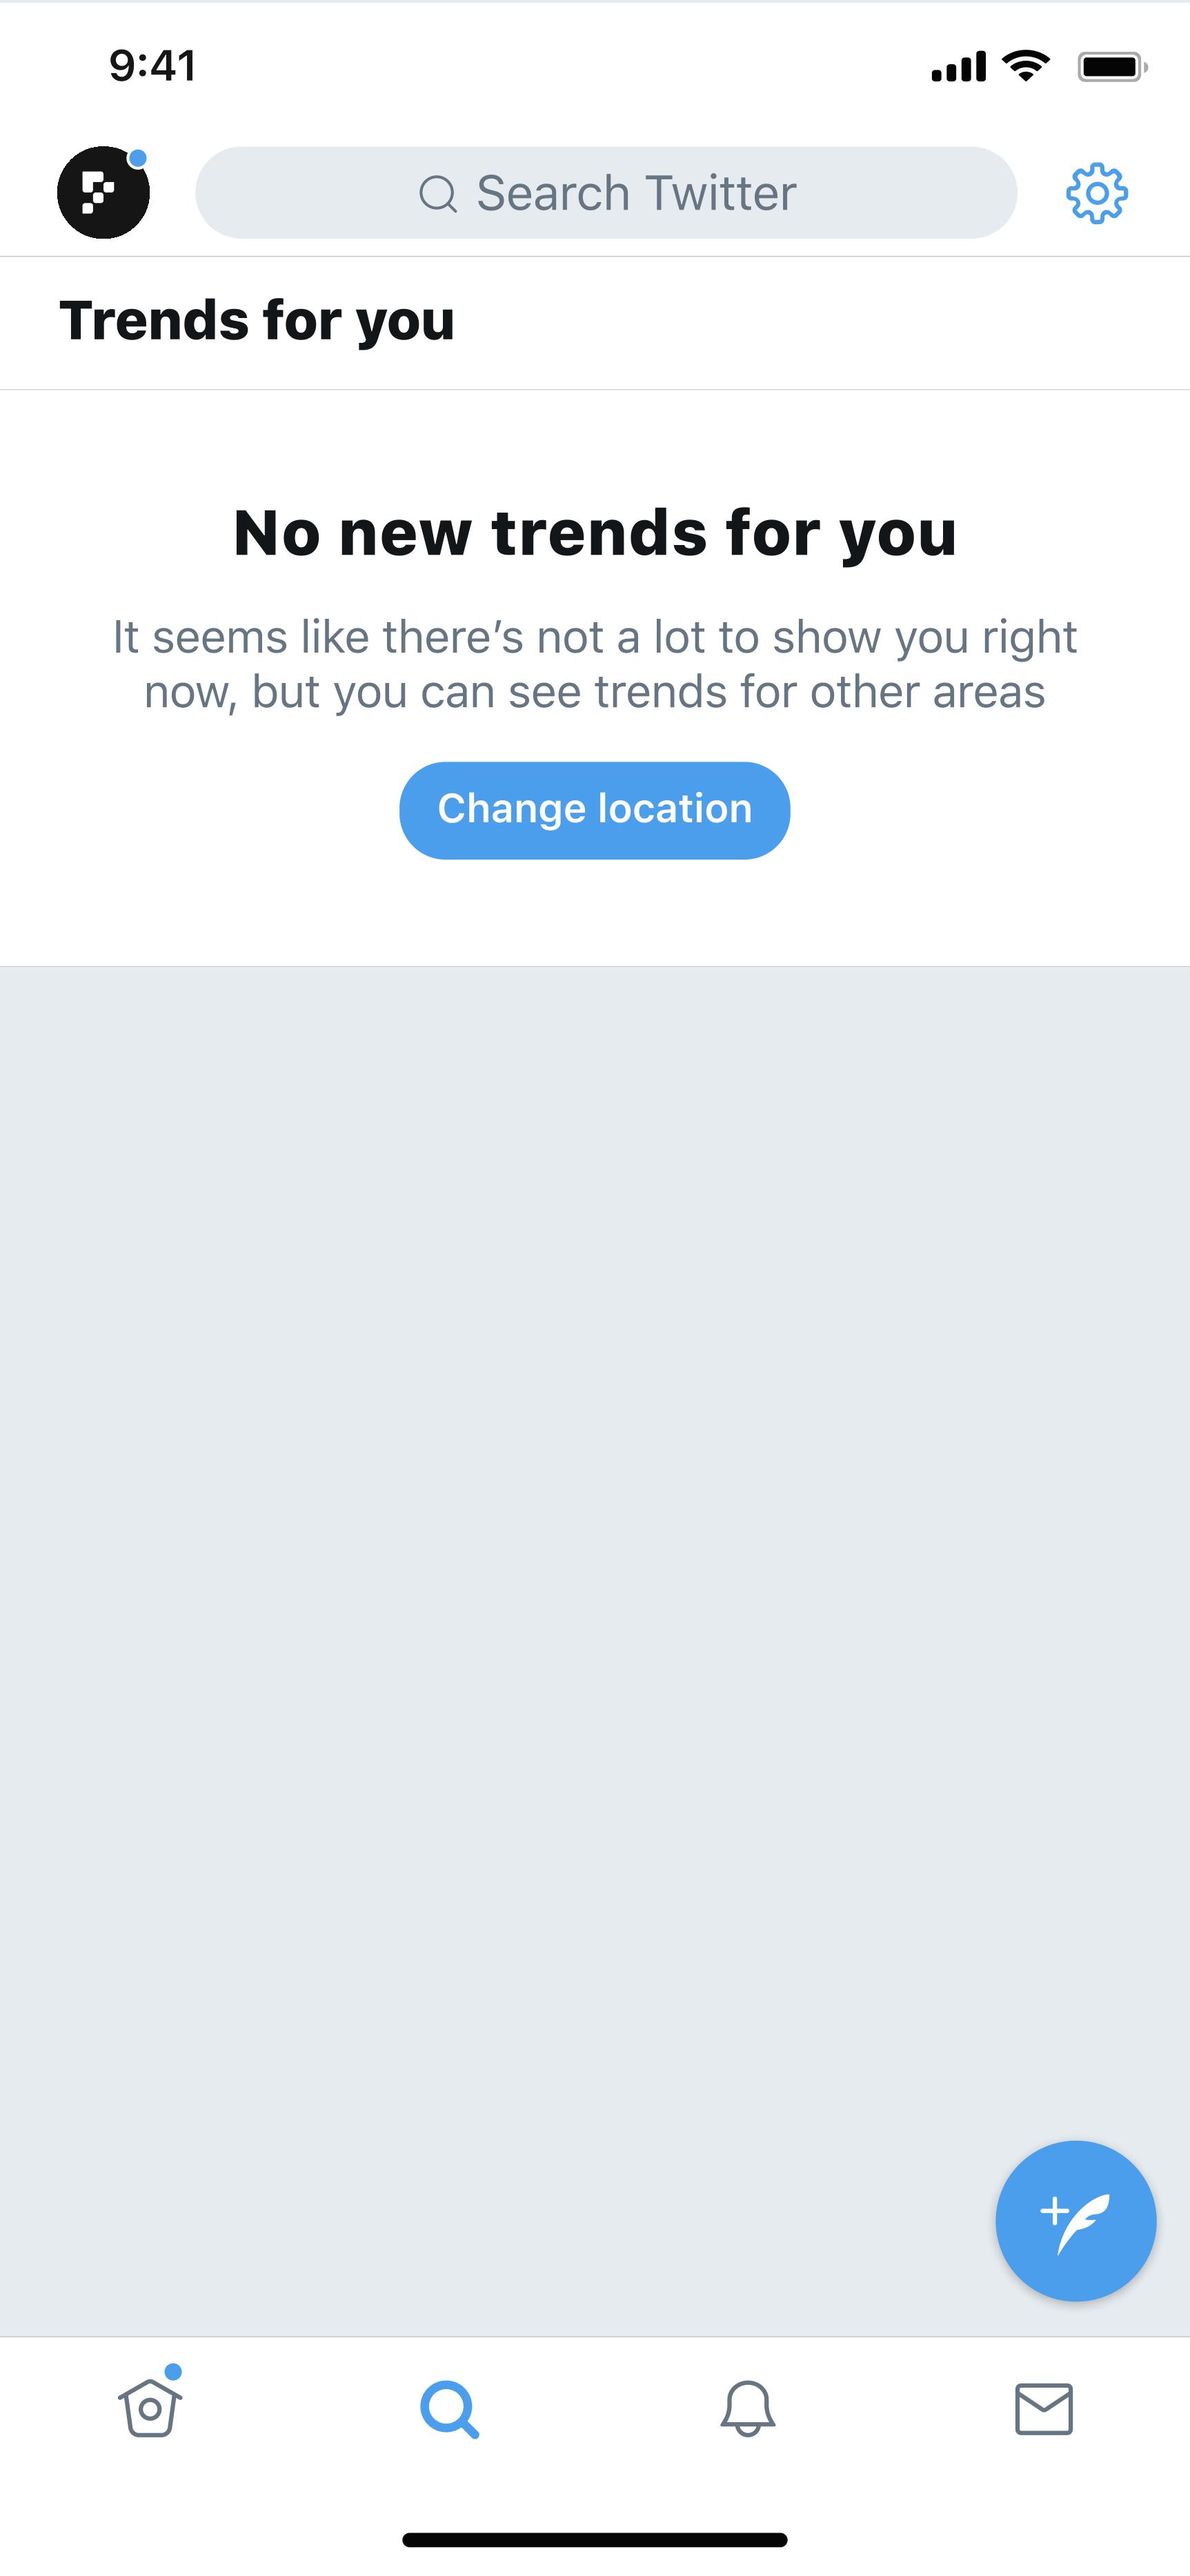 9:41
Search Twitter
Trends for you
No new trends for you
It seems like there’s not a lot to show you right
now, but you can see trends for other areas
Change location